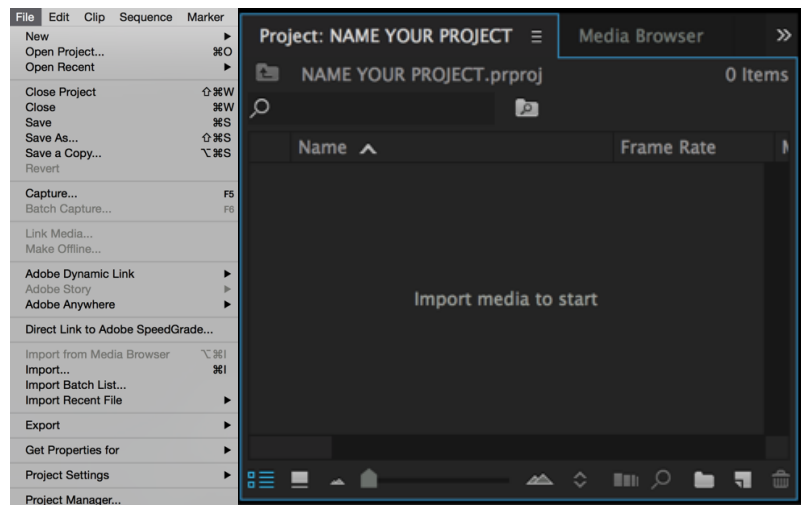 File Edit Clip Sequence Marker
New
Open Project... ⌘O
Open Recent
Close Project ⇧⌘W
Close ⌘W
Save ⌘S
Save As... ⇧⌘S
Save a Copy... ⌥⌘S
Revert
Capture... F5
Batch Capture... F6
Link Media...
Make Offline...
Adobe Dynamic Link
Adobe Story
Adobe Anywhere
Direct Link to Adobe SpeedGrade...
Import from Media Browser ⌥⌘I
Import... ⌘I
Import Batch List...
Import Recent File
Export
Get Properties for
Project Settings
Project Manager...
Project: NAME YOUR PROJECT Media Browser
NAME YOUR PROJECT.prproj 0 Items
Name Frame Rate
Import media to start